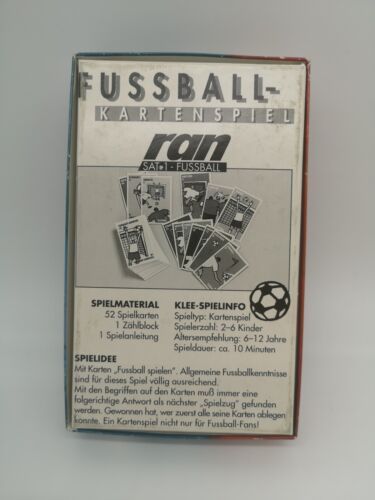 FUSSBALL-
KARTENSPIEL
ran
SAT•1 - FUSSBALL
SPIELMATERIAL
52 Spielkarten
1 Zählblock
1 Spielanleitung
KLEE-SPIELINFO
Spieltyp: Kartenspiel
Spielerzahl: 2–6 Kinder
Altersempfehlung: 6–12 Jahre
Spieldauer: ca. 10 Minuten
SPIELIDEE
Mit Karten „Fussball spielen”. Allgemeine Fussballkenntnisse
sind für dieses Spiel völlig ausreichend.
Mit den Begriffen auf den Karten muß immer eine
folgerichtige Antwort als nächster „Spielzug” gefunden
werden. Gewonnen hat, wer zuerst alle seine Karten ablegen
konnte. Ein Kartenspiel nicht nur für Fussball-Fans!